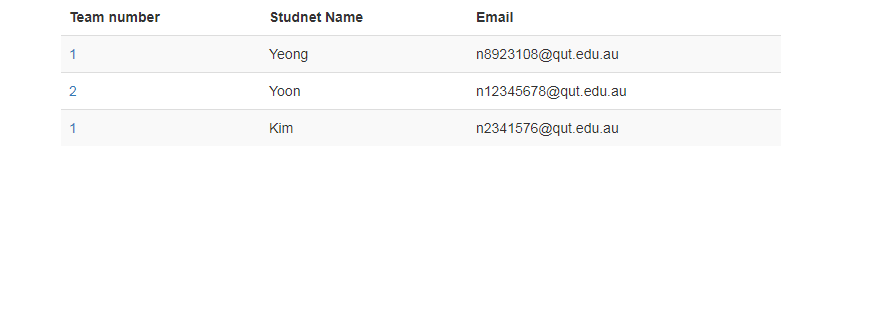 Team number Studnet Name Email
1 Yeong n8923108@qut.edu.au
2 Yoon n12345678@qut.edu.au
1 Kim n2341576@qut.edu.au